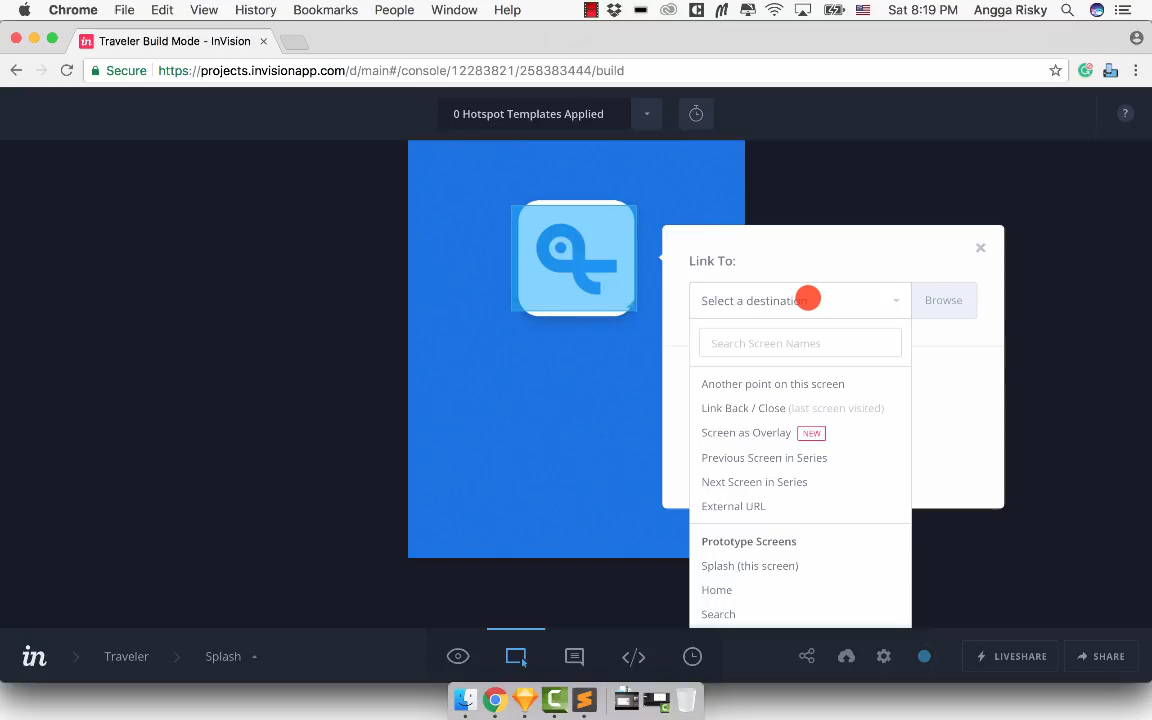 Chrome File Edit View History Bookmarks People Window Help Sat 8:19 PM Angga Risky
in Traveler Build Mode - InVision
Secure https://projects.invisionapp.com/d/main#/console/12283821/258383444/build
0 Hotspot Templates Applied ?
Link To:
Select a destination Browse
Search Screen Names
Another point on this screen
Link Back / Close (last screen visited)
Screen as Overlay NEW
Previous Screen in Series
Next Screen in Series
External URL
Prototype Screens
Splash (this screen)
Home
Search
in Traveler Splash </> LIVESHARE SHARE